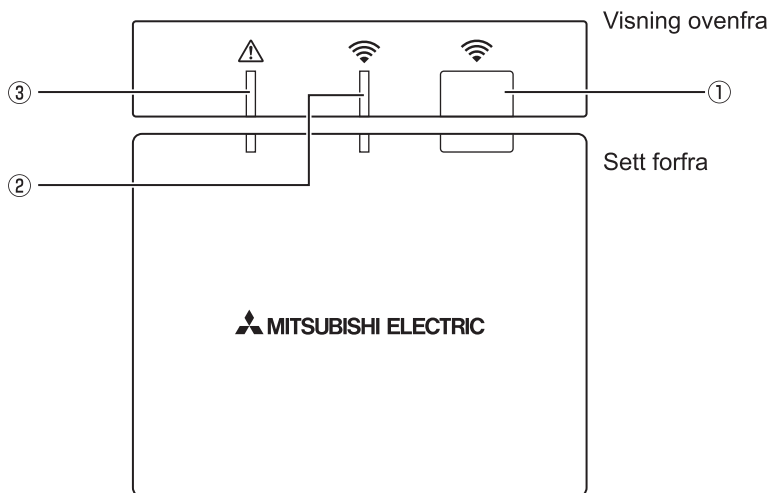 Visning ovenfra
③
①
②
Sett forfra
MITSUBISHI ELECTRIC